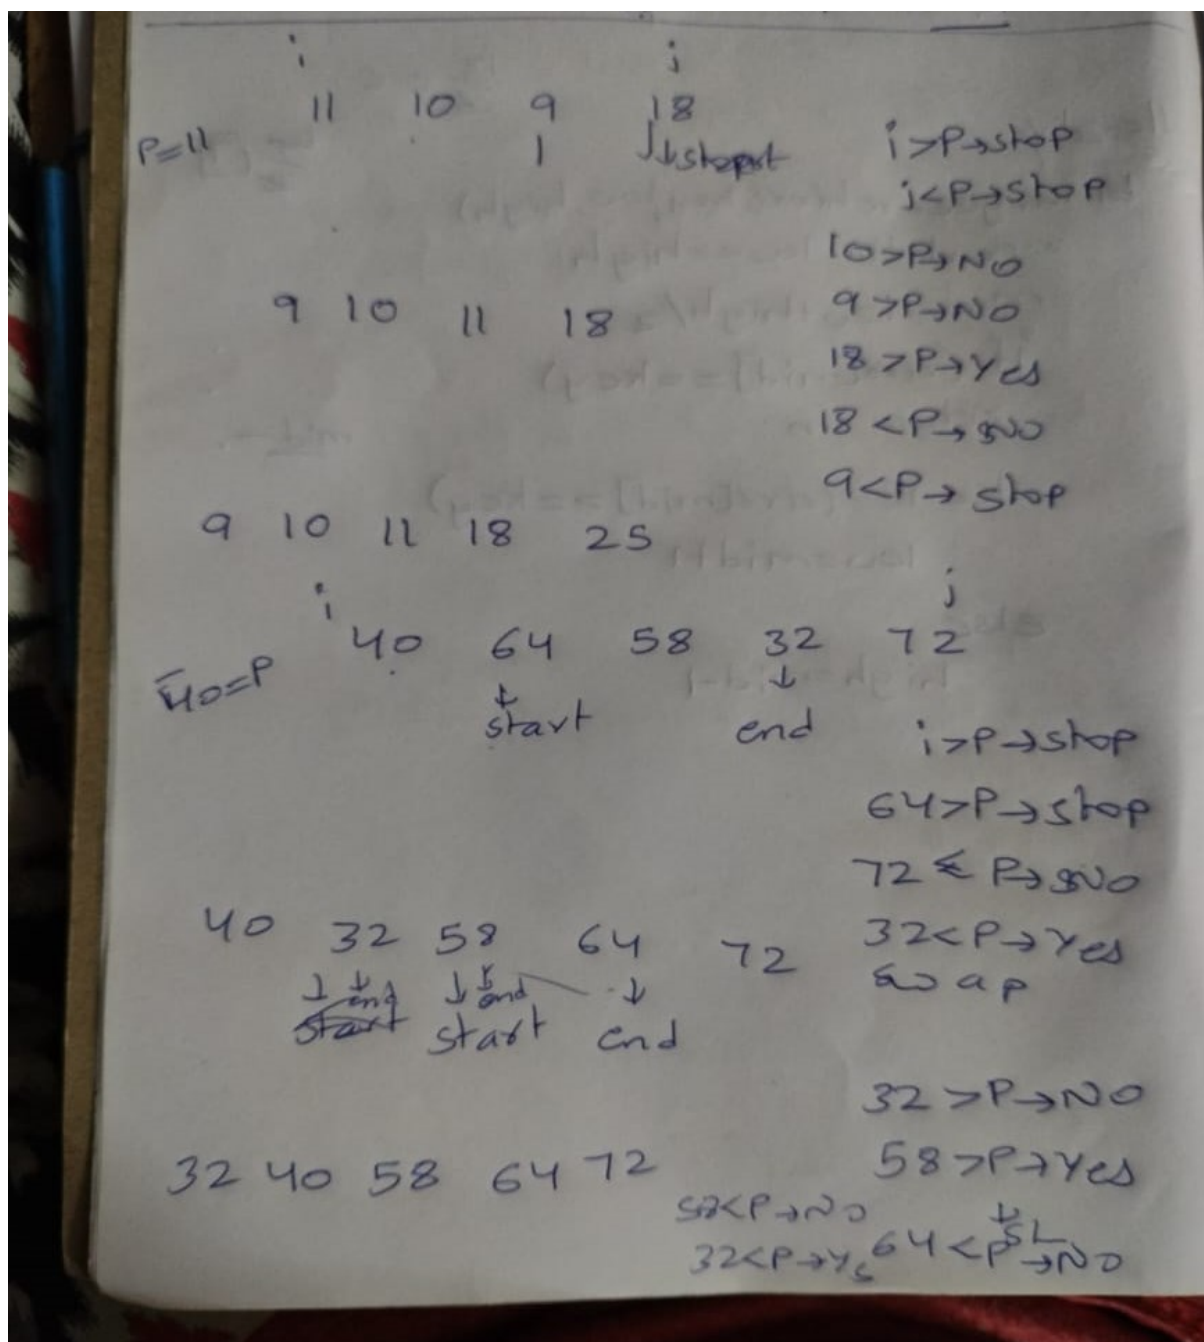 i j
11 10 9 18
P=11
i>P→stop
j<P→stop
10>P→NO
9 10 11 18
9>P→NO
18>P→Yes
18<P→NO
9<P→stop
9 10 11 18 25
i j
40 64 58 32 72
40=P
start end
i>P→stop
64>P→stop
72< P→NO
40 32 58 64 72
32<P→Yes
swap
end end
start start end
32>P→NO
32 40 58 64 72
58>P→Yes
58<P→NO
32<P→Ys 64<P→NO